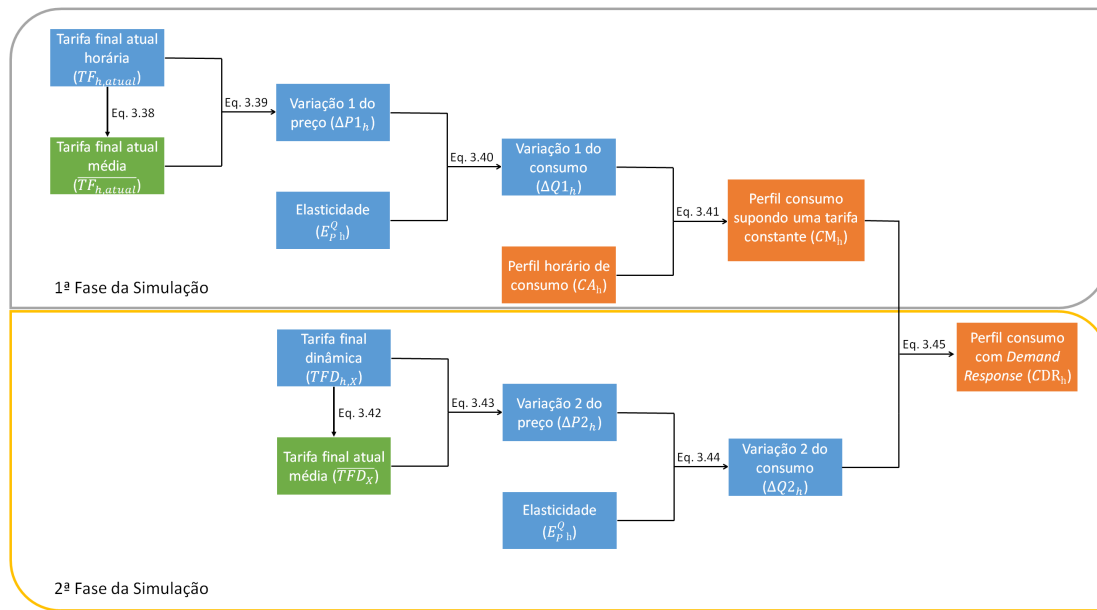 Tarifa final atual
horária
(TF_{h,atual})
Eq. 3.38
Tarifa final atual
média
(\overline{TF_{h,atual}})
Eq. 3.39
Variação 1 do
preço (ΔP1_h)
Elasticidade
(E^Q_{P h})
Eq. 3.40
Variação 1 do
consumo
(ΔQ1_h)
Perfil horário de
consumo (CA_h)
Eq. 3.41
Perfil consumo
supondo uma tarifa
constante (CM_h)
1ª Fase da Simulação
Tarifa final
dinâmica
(TFD_{h,X})
Eq. 3.42
Tarifa final atual
média (\overline{TFD_X})
Eq. 3.43
Variação 2 do
preço (ΔP2_h)
Elasticidade
(E^Q_{P h})
Eq. 3.44
Variação 2 do
consumo
(ΔQ2_h)
Eq. 3.45
Perfil consumo
com Demand
Response (CDR_h)
2ª Fase da Simulação